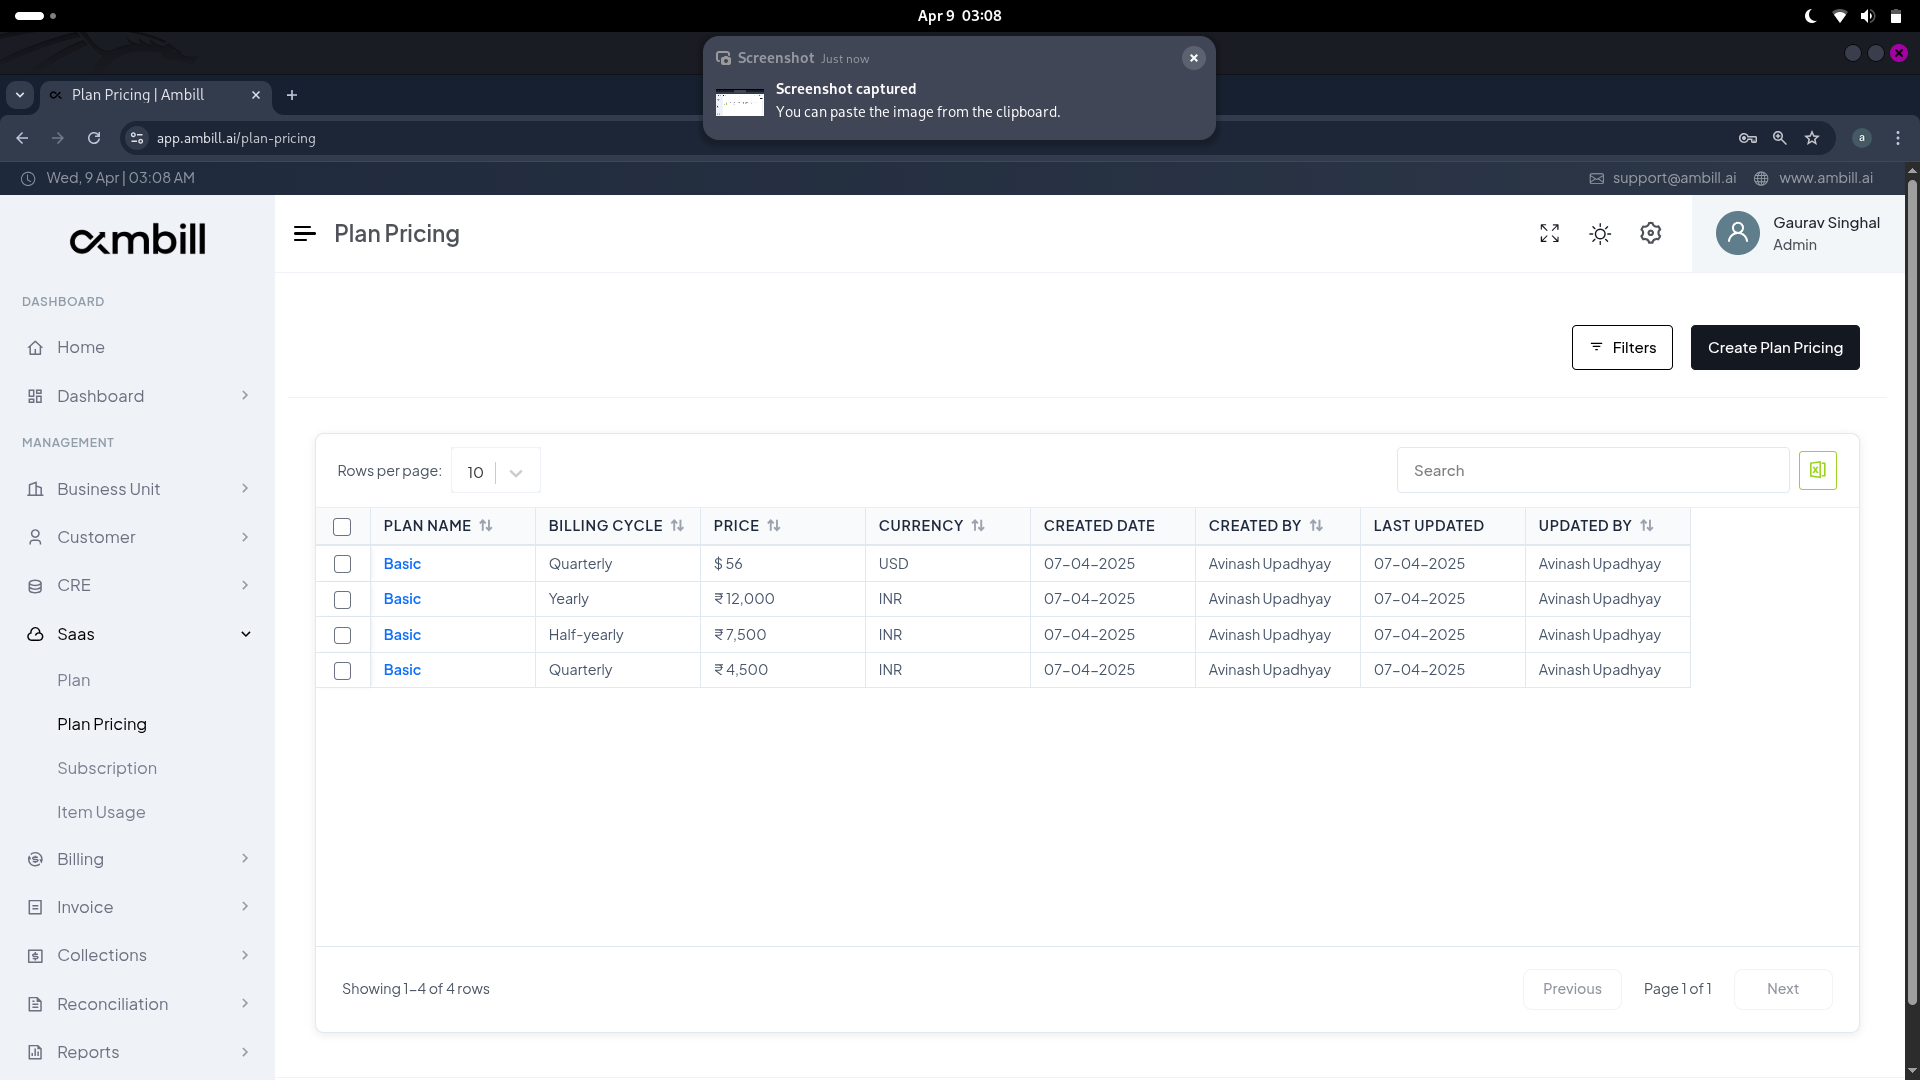 Apr 9 03:08
Screenshot Just now
Screenshot captured
You can paste the image from the clipboard.
Plan Pricing | Ambill
app.ambill.ai/plan-pricing
a
Wed, 9 Apr | 03:08 AM
support@ambill.ai
www.ambill.ai
ambill
Plan Pricing
Gaurav Singhal
Admin
DASHBOARD
Home
Dashboard
MANAGEMENT
Business Unit
Customer
CRE
Saas
Plan
Plan Pricing
Subscription
Item Usage
Billing
Invoice
Collections
Reconciliation
Reports
Filters
Create Plan Pricing
Rows per page: 10
Search
PLAN NAME BILLING CYCLE PRICE CURRENCY CREATED DATE CREATED BY LAST UPDATED UPDATED BY
Basic Quarterly $ 56 USD 07-04-2025 Avinash Upadhyay 07-04-2025 Avinash Upadhyay
Basic Yearly ₹ 12,000 INR 07-04-2025 Avinash Upadhyay 07-04-2025 Avinash Upadhyay
Basic Half-yearly ₹ 7,500 INR 07-04-2025 Avinash Upadhyay 07-04-2025 Avinash Upadhyay
Basic Quarterly ₹ 4,500 INR 07-04-2025 Avinash Upadhyay 07-04-2025 Avinash Upadhyay
Showing 1-4 of 4 rows
Previous
Page 1 of 1
Next